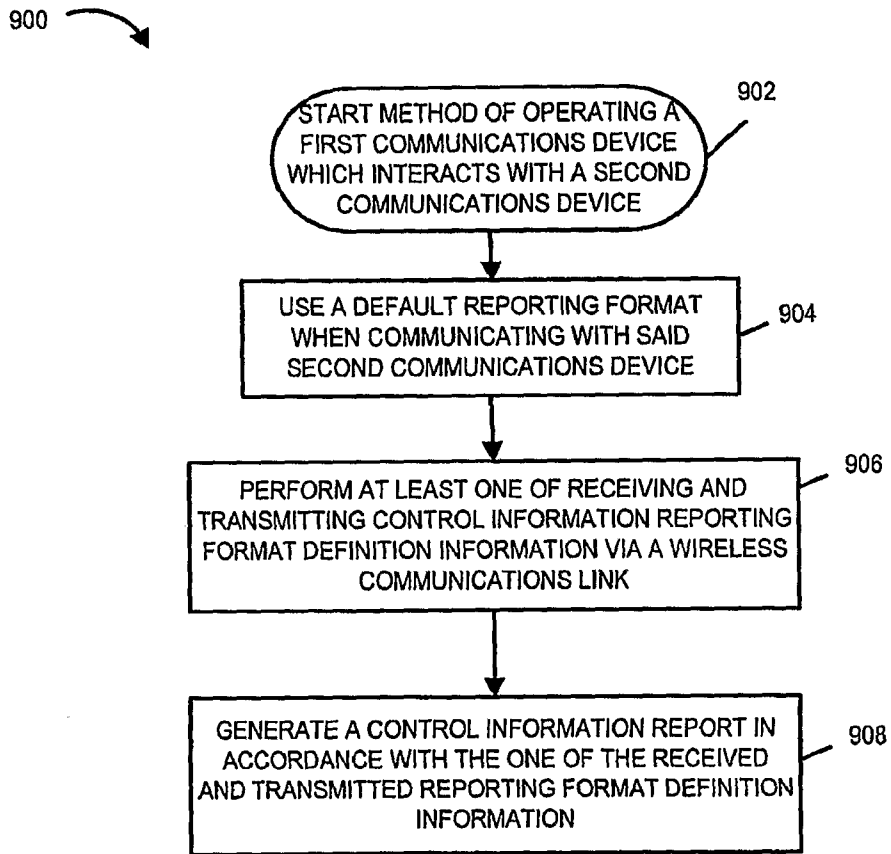 900
902
START METHOD OF OPERATING A
FIRST COMMUNICATIONS DEVICE
WHICH INTERACTS WITH A SECOND
COMMUNICATIONS DEVICE
904
USE A DEFAULT REPORTING FORMAT
WHEN COMMUNICATING WITH SAID
SECOND COMMUNICATIONS DEVICE
906
PERFORM AT LEAST ONE OF RECEIVING AND
TRANSMITTING CONTROL INFORMATION REPORTING
FORMAT DEFINITION INFORMATION VIA A WIRELESS
COMMUNICATIONS LINK
908
GENERATE A CONTROL INFORMATION REPORT IN
ACCORDANCE WITH THE ONE OF THE RECEIVED
AND TRANSMITTED REPORTING FORMAT DEFINITION
INFORMATION